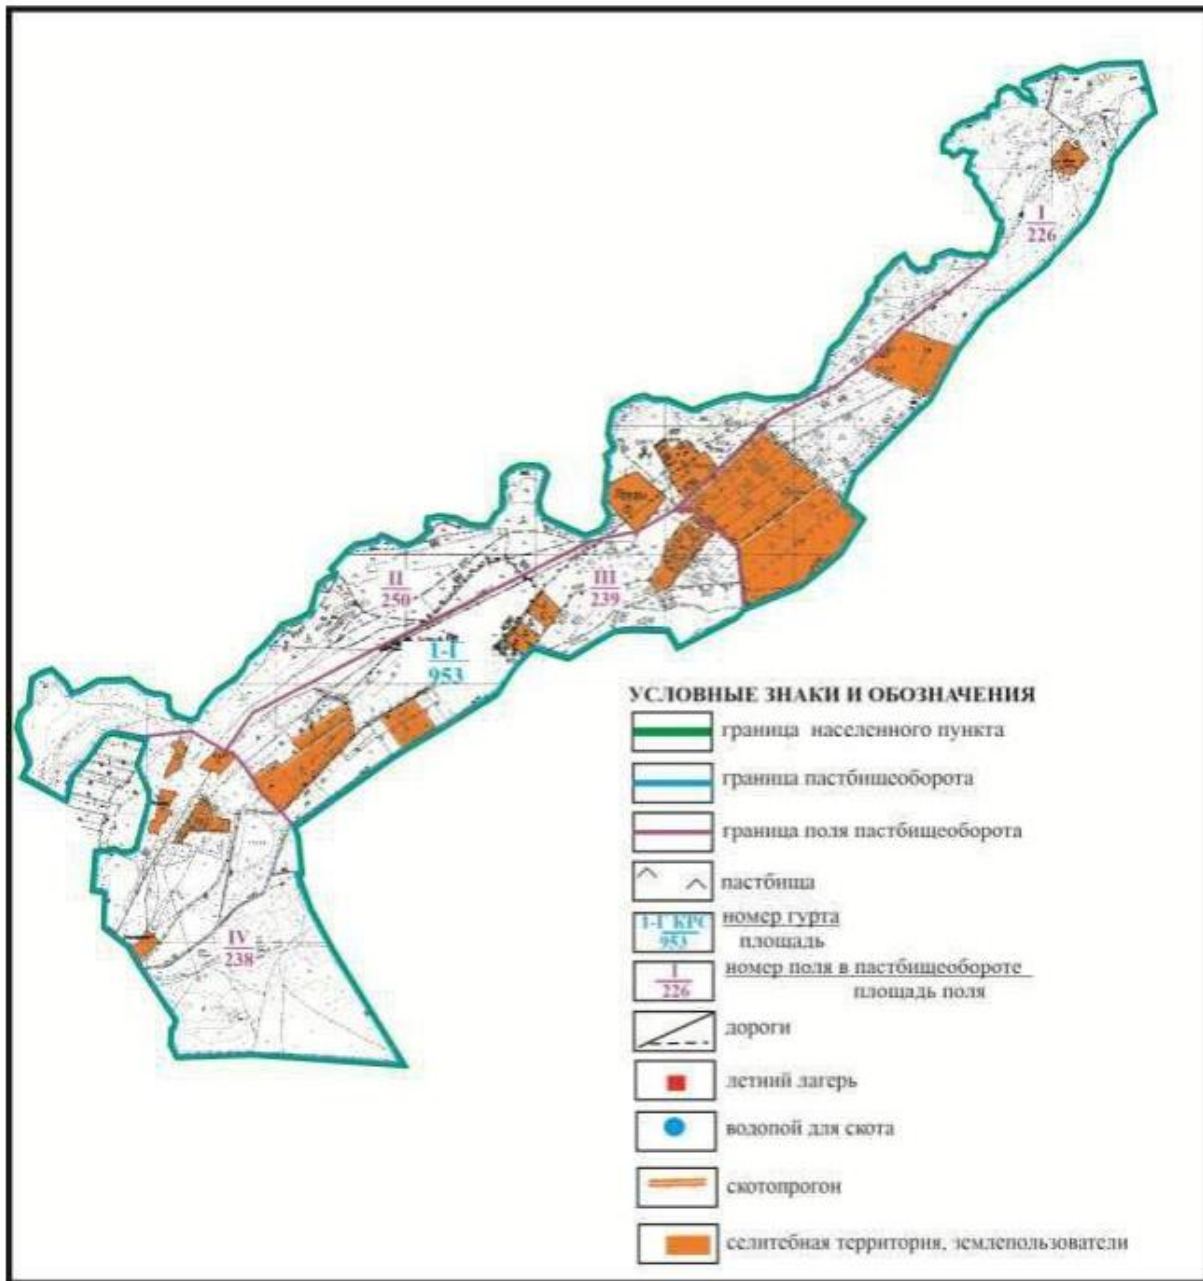 I
226
II
250
III
239
I-I
953
IV
238
УСЛОВНЫЕ ЗНАКИ И ОБОЗНАЧЕНИЯ
граница населенного пункта
граница пастбищеоборота
граница поля пастбищеоборота
пастбища
I-I КРС номер гурта
953 площадь
I номер поля в пастбищеобороте
226 площадь поля
дороги
летний лагерь
водопой для скота
скотопрогон
селитебная территория, землепользователи